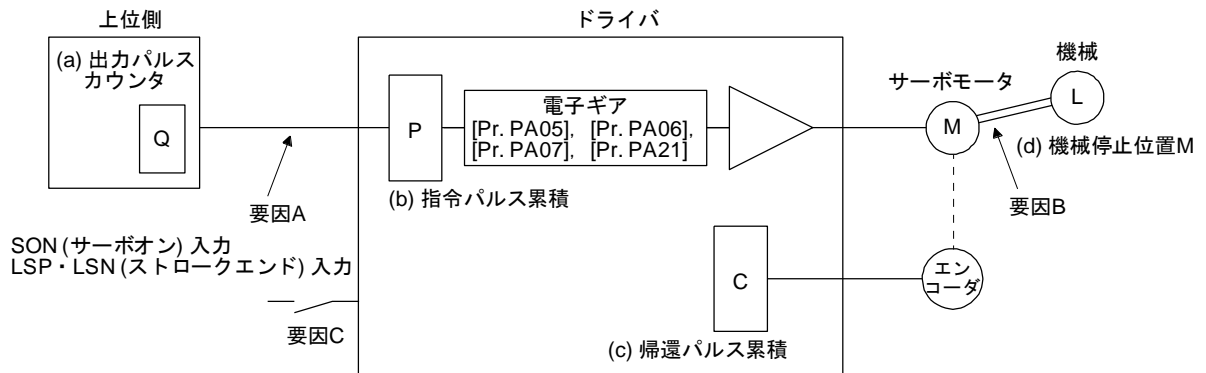 上位側
ドライバ
(a) 出力パルス
カウンタ
Q
P
電子ギア
[Pr. PA05], [Pr. PA06],
[Pr. PA07], [Pr. PA21]
サーボモータ
機械
M
L
(d) 機械停止位置M
要因A
(b) 指令パルス累積
要因B
SON (サーボオン) 入力
LSP・LSN (ストロークエンド) 入力
C
エン
コーダ
要因C
(c) 帰還パルス累積